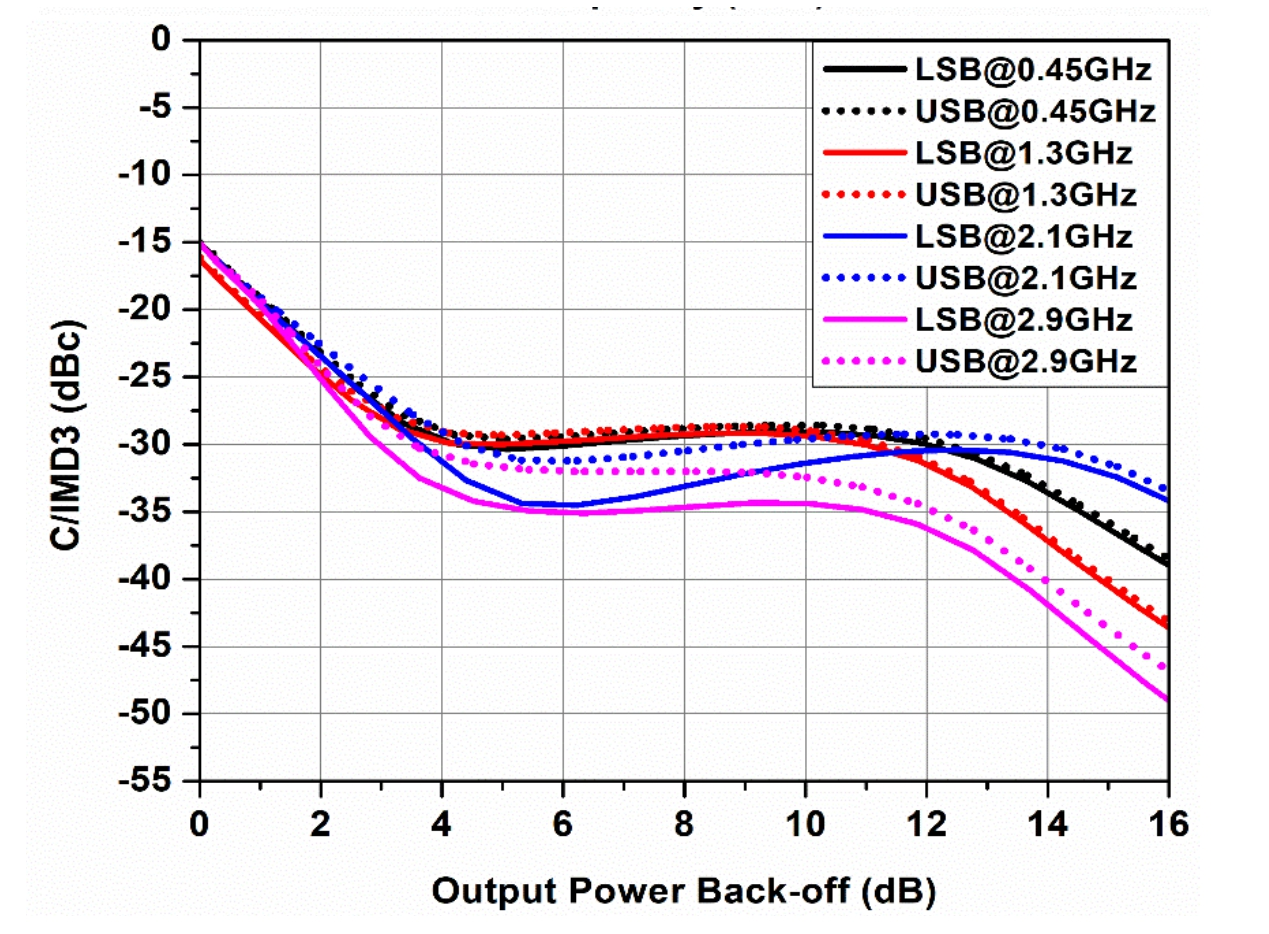 0
-5
-10
-15
-20
-25
-30
-35
-40
-45
-50
-55
C/IMD3 (dBc)
LSB@0.45GHz
USB@0.45GHz
LSB@1.3GHz
USB@1.3GHz
LSB@2.1GHz
USB@2.1GHz
LSB@2.9GHz
USB@2.9GHz
0 2 4 6 8 10 12 14 16
Output Power Back-off (dB)